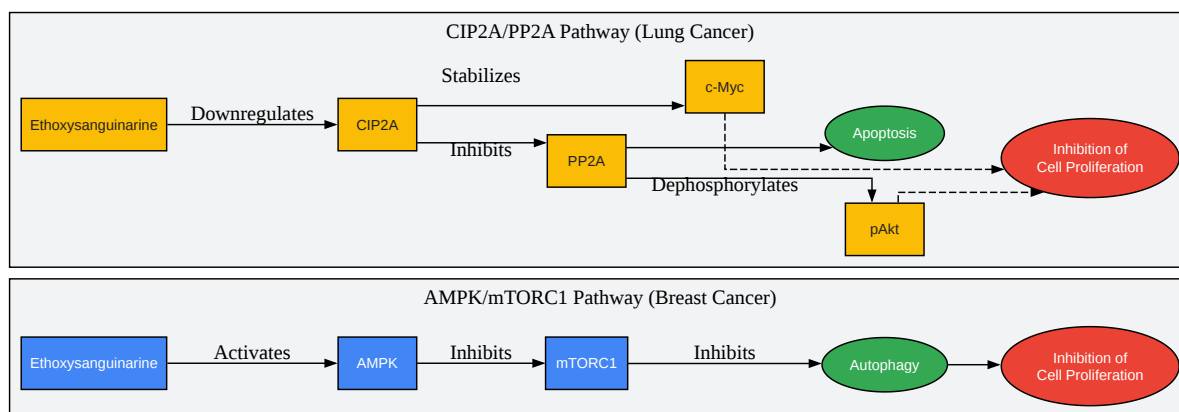 CIP2A/PP2A Pathway (Lung Cancer)
Stabilizes
c-Myc
Ethoxysanguinarine
Downregulates
CIP2A
Apoptosis
Inhibits
PP2A
Inhibition of
Cell Proliferation
Dephosphorylates
pAkt
AMPK/mTORC1 Pathway (Breast Cancer)
Ethoxysanguinarine
Activates
AMPK
Inhibits
mTORC1
Inhibits
Autophagy
Inhibition of
Cell Proliferation